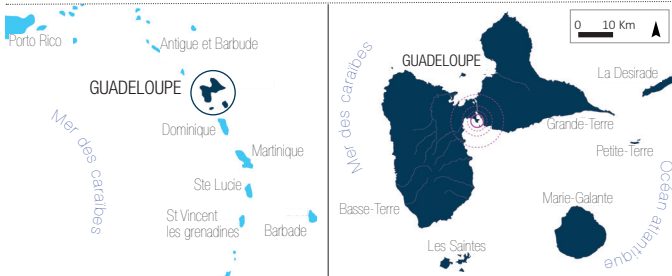 Porto Rico
Antigue et Barbude
GUADELOUPE
Dominique
Mer des caraïbes
Martinique
Ste Lucie
St Vincent
les grenadines
Barbade
0 10 Km
GUADELOUPE
La Desirade
Mer des caraïbes
Grande-Terre
Petite-Terre
Basse-Terre
Marie-Galante
Océan atlantique
Les Saintes